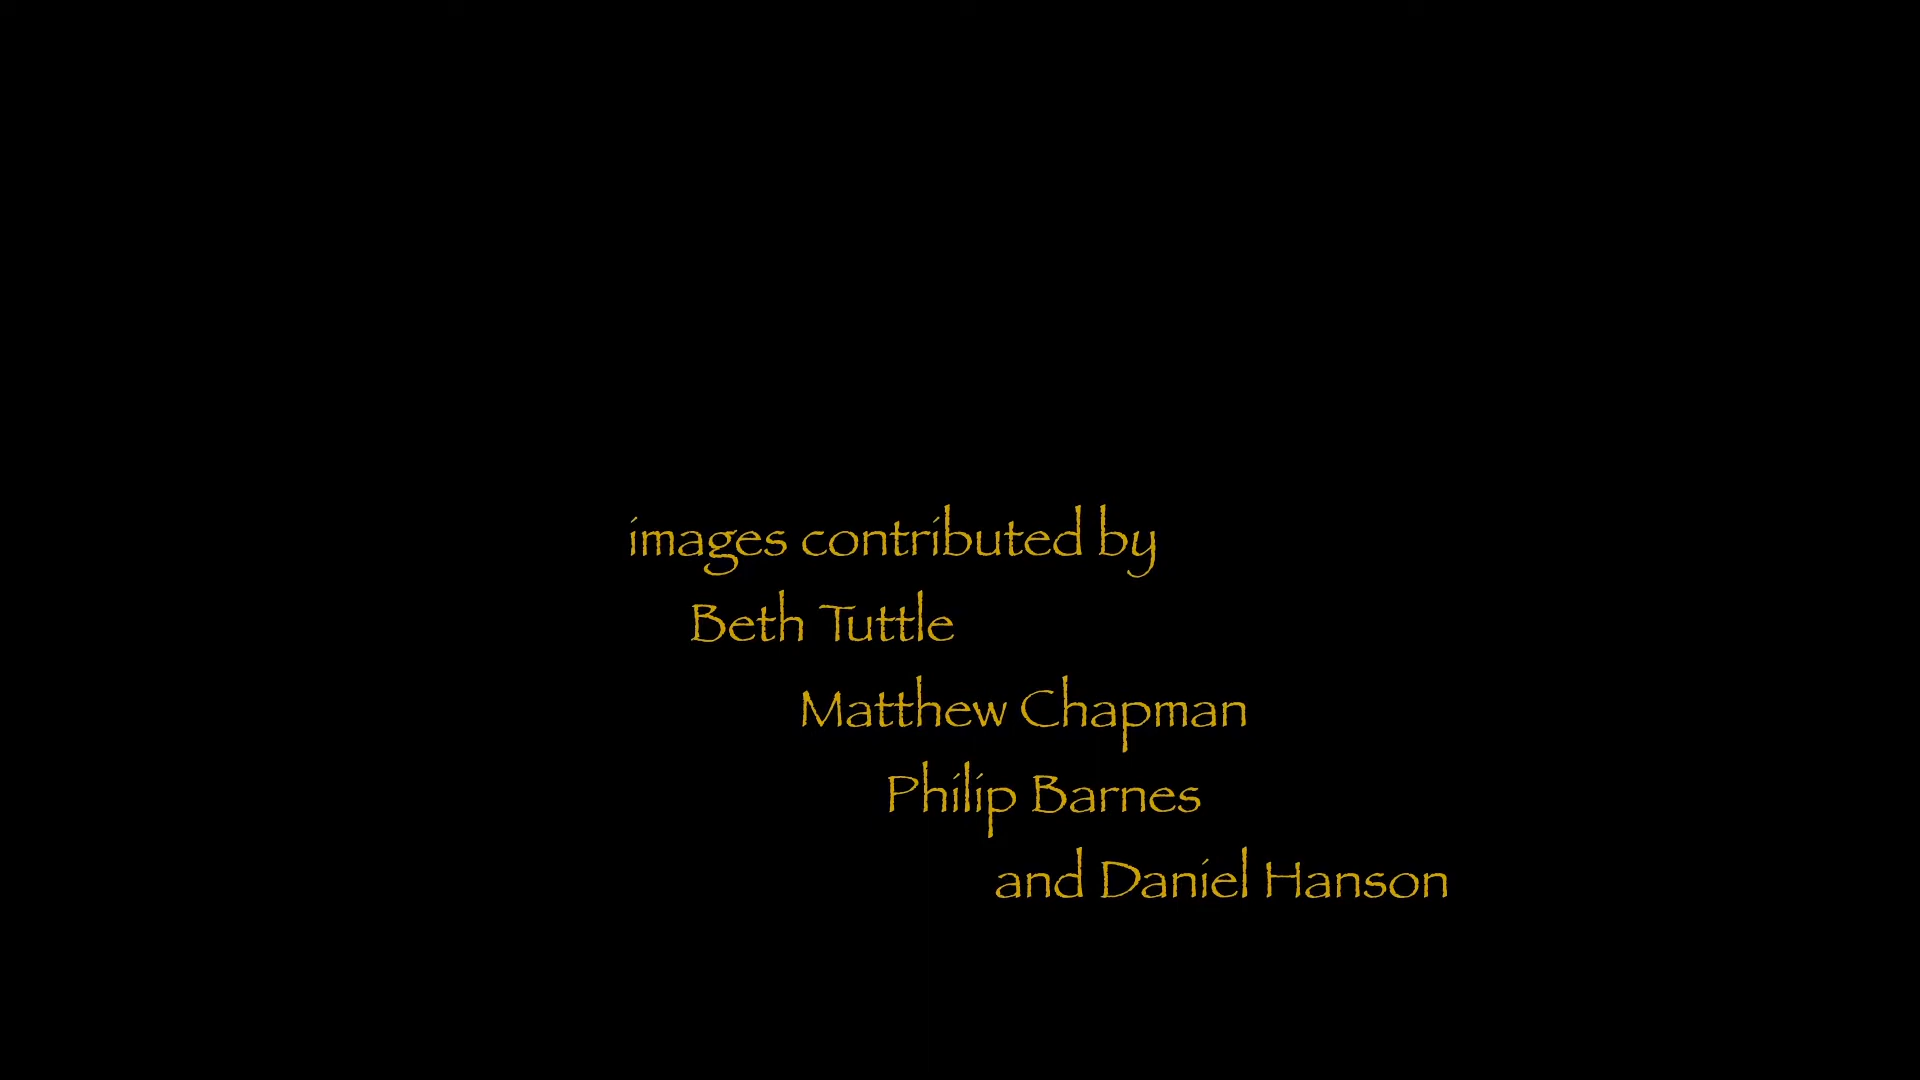 images contributed by
Beth Tuttle
Matthew Chapman
Philip Barnes
and Daniel Hanson